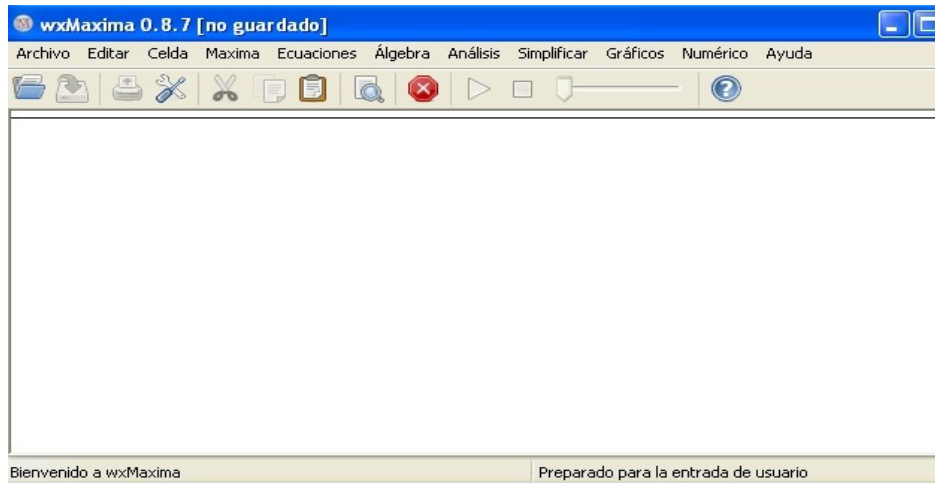 wxMaxima 0.8.7 [no guardado]
Archivo Editar Celda Maxima Ecuaciones Álgebra Análisis Simplificar Gráficos Numérico Ayuda
Bienvenido a wxMaxima Preparado para la entrada de usuario